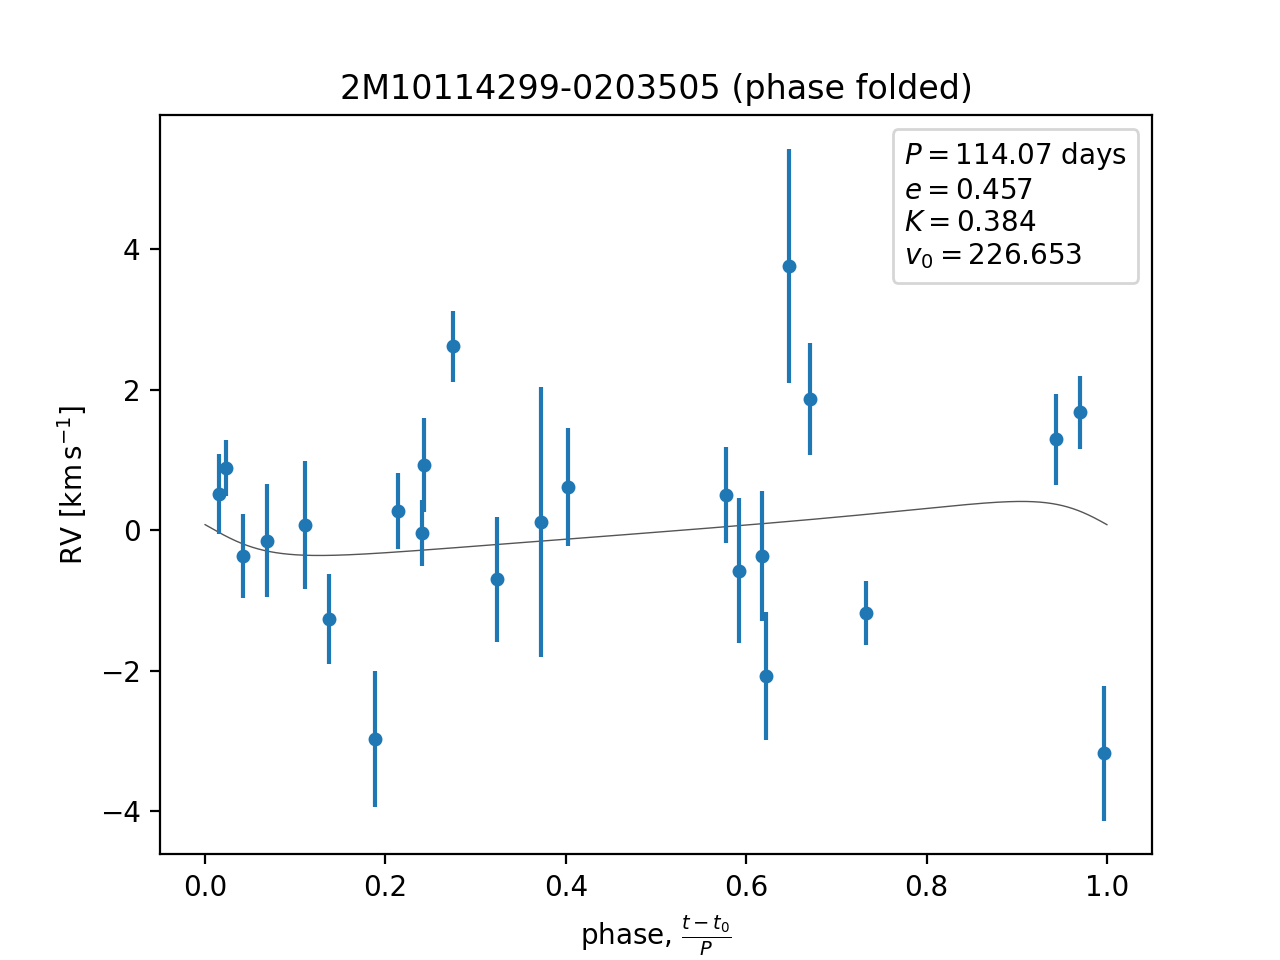 2M10114299-0203505 (phase folded)
P = 114.07 days
e = 0.457
K = 0.384
v₀ = 226.653
RV [km s⁻¹]
4
2
0
−2
−4
0.0 0.2 0.4 0.6 0.8 1.0
phase, (t − t₀)/P